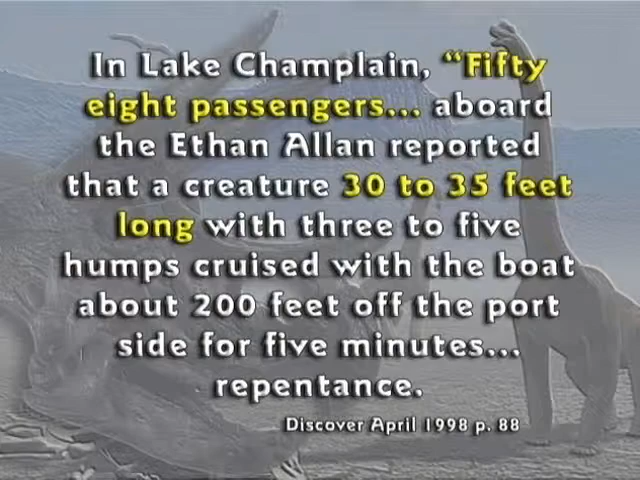 In Lake Champlain, “Fifty
eight passengers... aboard
the Ethan Allan reported
that a creature 30 to 35 feet
long with three to five
humps cruised with the boat
about 200 feet off the port
side for five minutes...
repentance.
Discover April 1998 p. 88